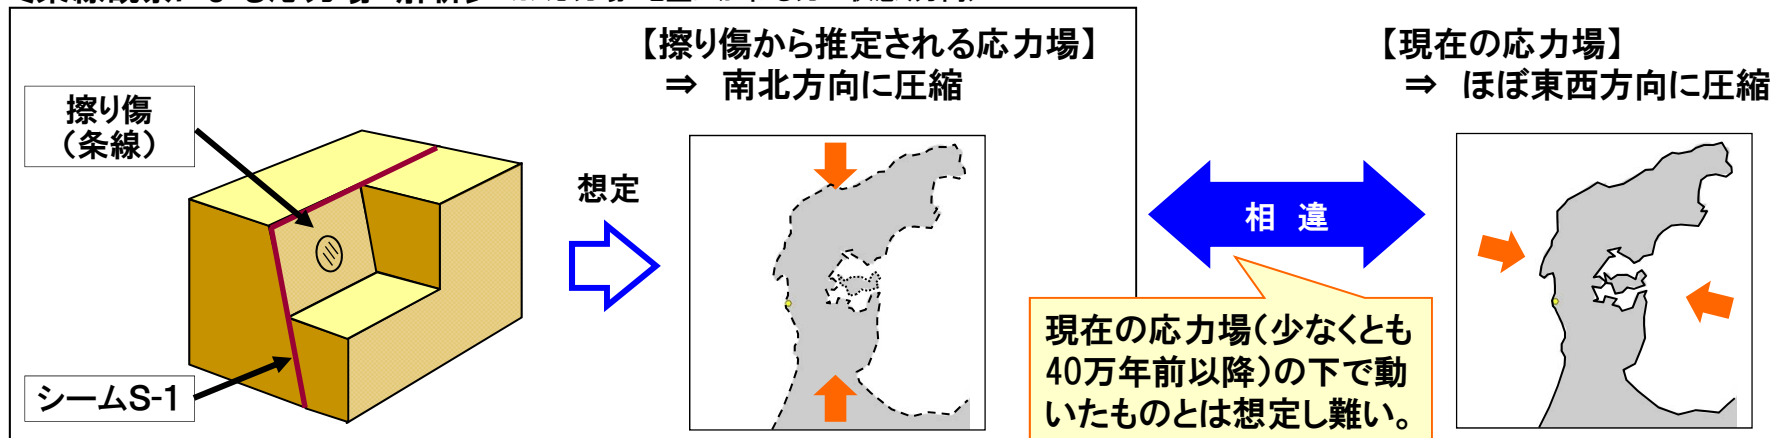 【擦り傷から推定される応力場】
⇒ 南北方向に圧縮
【現在の応力場】
⇒ ほぼ東西方向に圧縮
擦り傷
（条線）
想定
相 違
シームS-1
現在の応力場（少なくとも
40万年前以降）の下で動
いたものとは想定し難い。